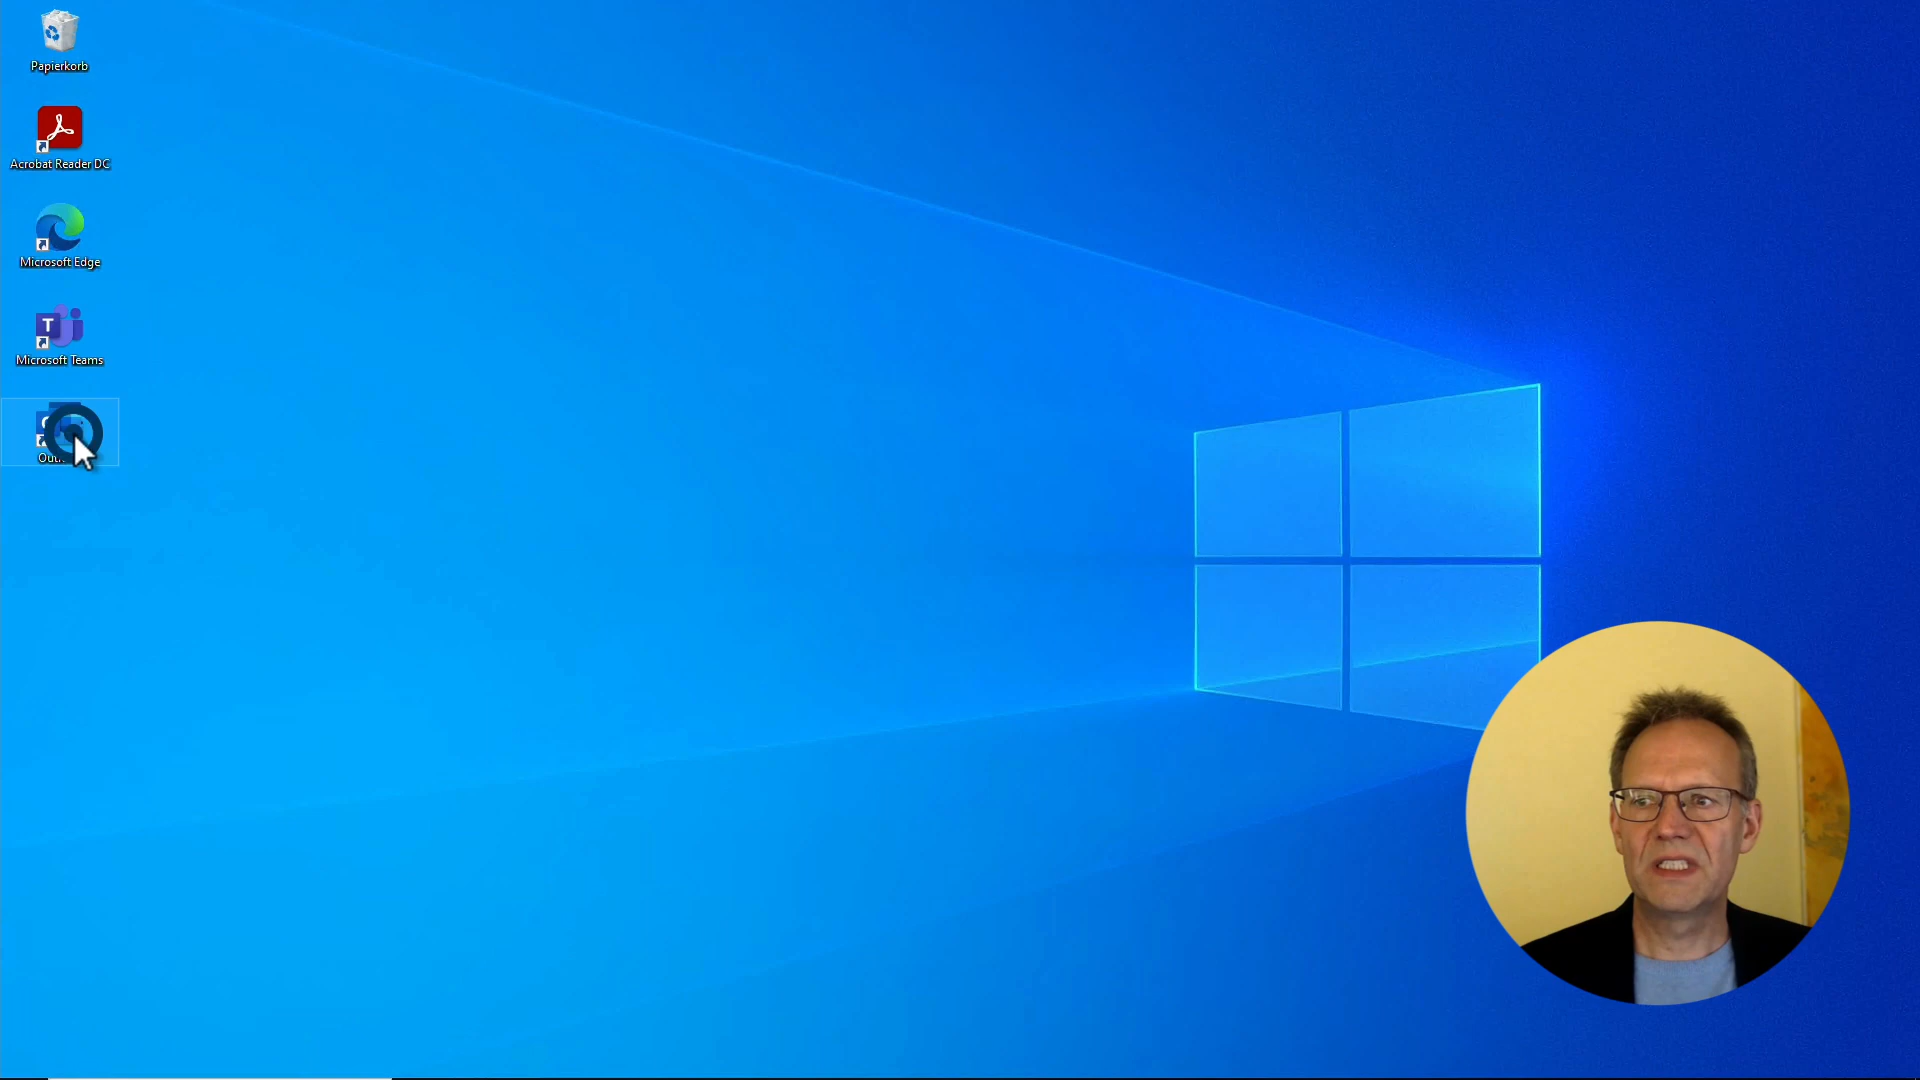 Papierkorb
Acrobat Reader DC
Microsoft Edge
T
Microsoft Teams